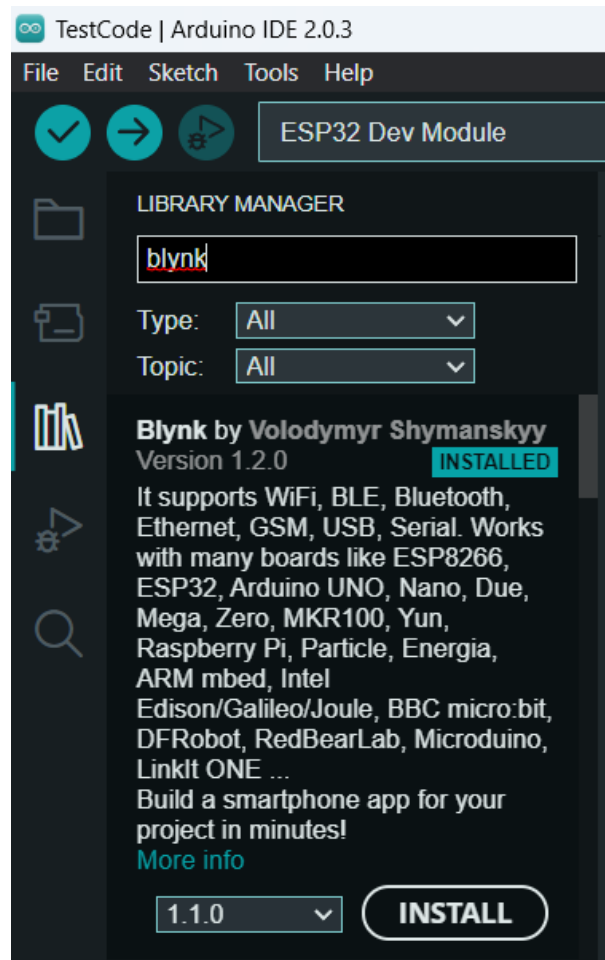 TestCode | Arduino IDE 2.0.3
File Edit Sketch Tools Help
ESP32 Dev Module
LIBRARY MANAGER
blynk
Type: All
Topic: All
Blynk by Volodymyr Shymanskyy
Version 1.2.0 INSTALLED
It supports WiFi, BLE, Bluetooth,
Ethernet, GSM, USB, Serial. Works
with many boards like ESP8266,
ESP32, Arduino UNO, Nano, Due,
Mega, Zero, MKR100, Yun,
Raspberry Pi, Particle, Energia,
ARM mbed, Intel
Edison/Galileo/Joule, BBC micro:bit,
DFRobot, RedBearLab, Microduino,
LinkIt ONE ...
Build a smartphone app for your
project in minutes!
More info
1.1.0 INSTALL